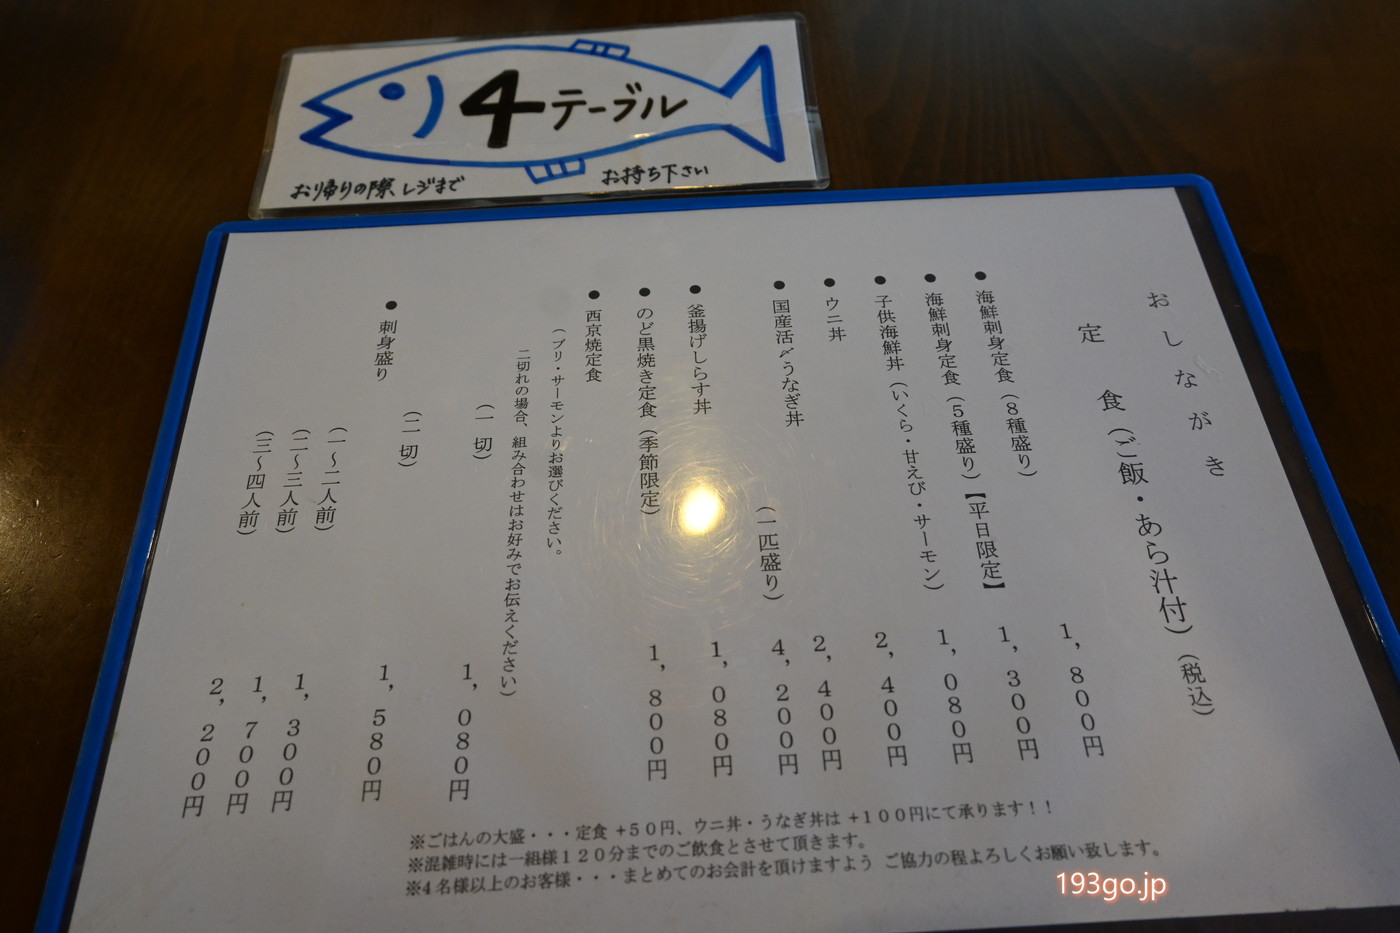 4テーブル
お帰りの際 レジまで
お持ち下さい
おしながき
定食（ご飯・あら汁付）（税込）
●海鮮刺身定食（８種盛り） １，８００円
●海鮮刺身定食（５種盛り）【平日限定】 １，３００円
●子供海鮮丼（いくら・甘えび・サーモン） １，０８０円
●ウニ丼 ２，４００円
●国産活〆うなぎ丼 ２，４００円
（一匹盛り） ４，２００円
●釜揚げしらす丼 １，０８０円
●のど黒焼き定食（季節限定） １，８００円
●西京焼定食
（ブリ・サーモンよりお選びください。
二切れの場合、組み合わせはお好みでお伝えください）
（一切） １，０８０円
（二切） １，５８０円
●刺身盛り
（一～二人前） １，３００円
（二～三人前） １，７００円
（三～四人前） ２，２００円
※ごはんの大盛・・・定食 +５０円、ウニ丼・うなぎ丼は +１００円にて承ります！！
※混雑時には一組様１２０分までのご飲食とさせて頂きます。
※4名様以上のお客様・・・まとめてのお会計を頂けますよう ご協力の程よろしくお願い致します。
193go.jp